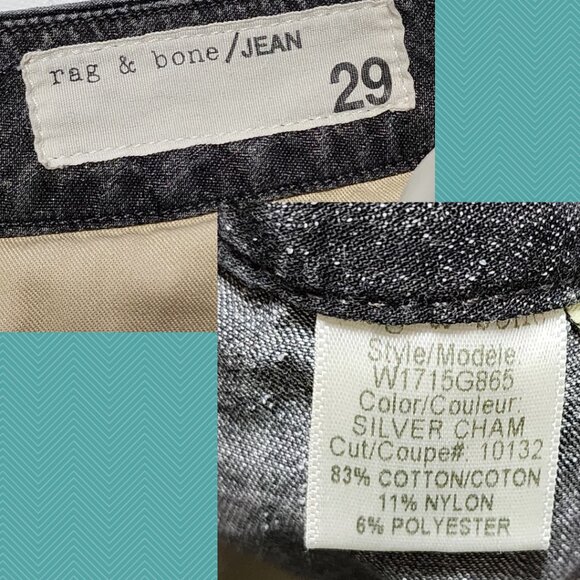 rag & bone/JEAN
29
Style/Modele:
W1715G865
Color/Couleur:
SILVER CHAM
Cut/Coupe#: 10132
83% COTTON/COTON
11% NYLON
6% POLYESTER